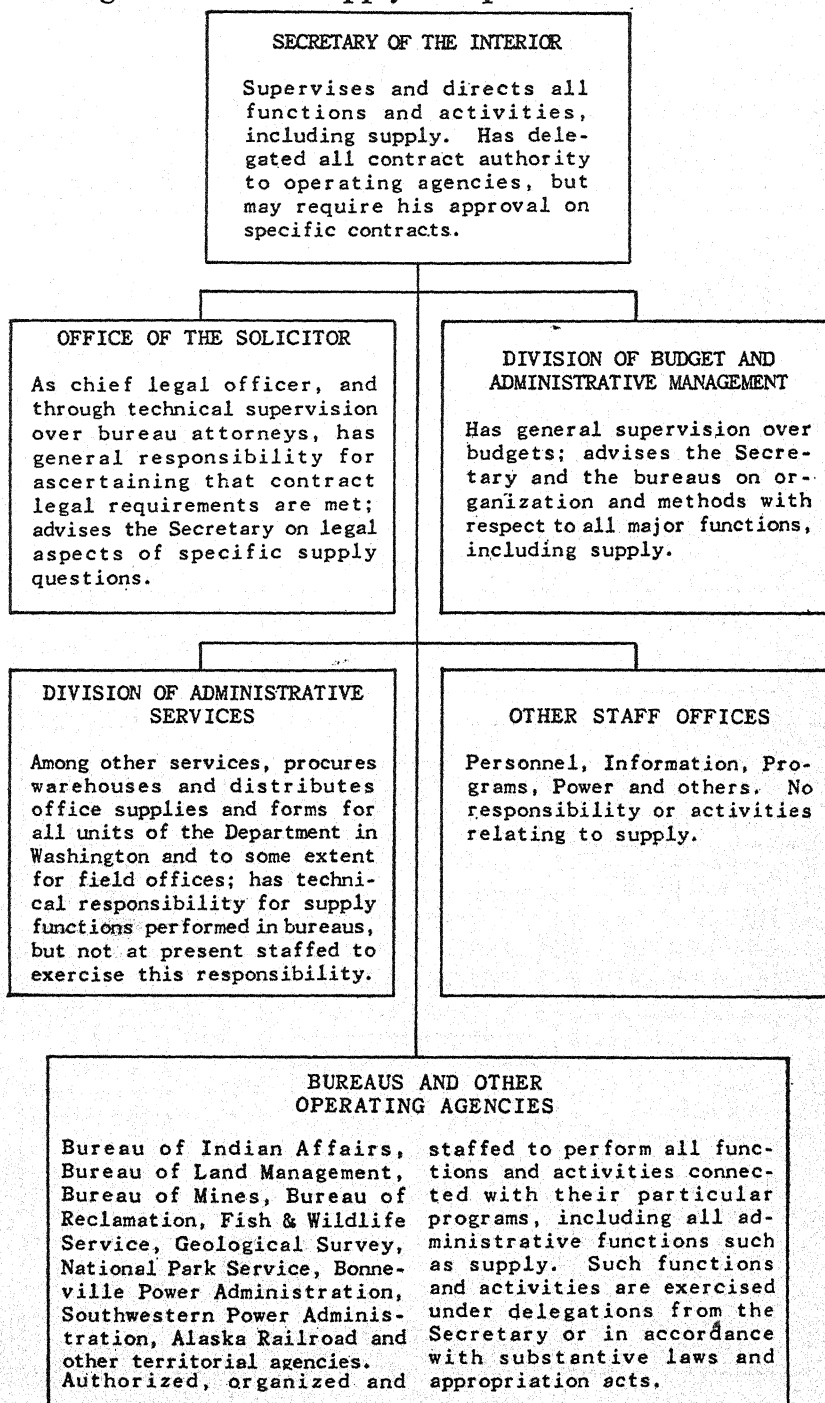 SECRETARY OF THE INTERIOR
Supervises and directs all
functions and activities,
including supply. Has dele-
gated all contract authority
to operating agencies, but
may require his approval on
specific contracts.
OFFICE OF THE SOLICITOR
As chief legal officer, and
through technical supervision
over bureau attorneys, has
general responsibility for
ascertaining that contract
legal requirements are met;
advises the Secretary on legal
aspects of specific supply
questions.
DIVISION OF BUDGET AND
ADMINISTRATIVE MANAGEMENT
Has general supervision over
budgets; advises the Secre-
tary and the bureaus on or-
ganization and methods with
respect to all major functions,
including supply.
DIVISION OF ADMINISTRATIVE
SERVICES
Among other services, procures
warehouses and distributes
office supplies and forms for
all units of the Department in
Washington and to some extent
for field offices; has techni-
cal responsibility for supply
functions performed in bureaus,
but not at present staffed to
exercise this responsibility.
OTHER STAFF OFFICES
Personnel, Information, Pro-
grams, Power and others. No
responsibility or activities
relating to supply.
BUREAUS AND OTHER
OPERATING AGENCIES
Bureau of Indian Affairs,
Bureau of Land Management,
Bureau of Mines, Bureau of
Reclamation, Fish & Wildlife
Service, Geological Survey,
National Park Service, Bonne-
ville Power Administration,
Southwestern Power Adminis-
tration, Alaska Railroad and
other territorial agencies.
Authorized, organized and
staffed to perform all func-
tions and activities connec-
ted with their particular
programs, including all ad-
ministrative functions such
as supply. Such functions
and activities are exercised
under delegations from the
Secretary or in accordance
with substantive laws and
appropriation acts.